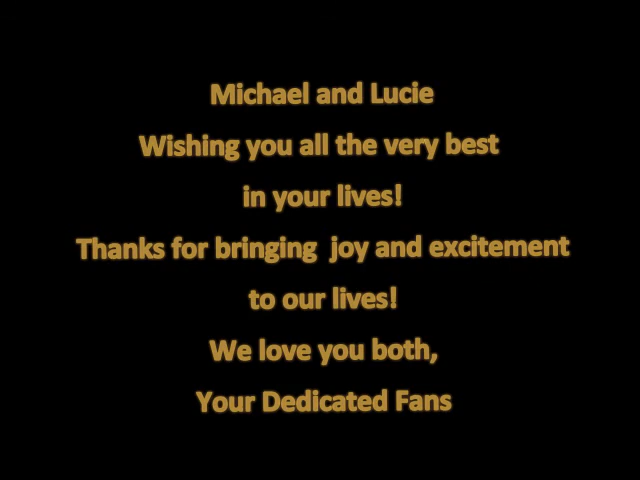 Michael and Lucie
Wishing you all the very best
in your lives!
Thanks for bringing  joy and excitement
to our lives!
We love you both,
Your Dedicated Fans